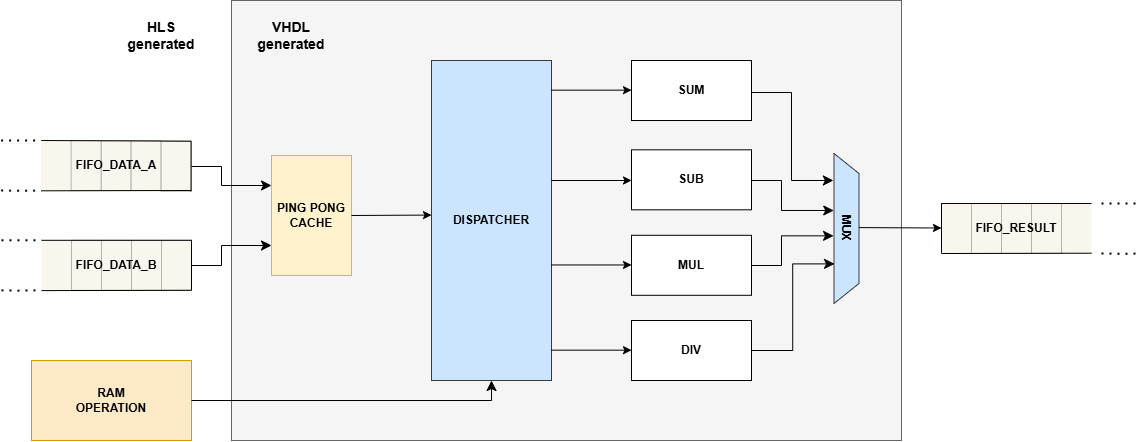 HLS
generated
VHDL
generated
FIFO_DATA_A
FIFO_DATA_B
PING PONG
CACHE
DISPATCHER
SUM
SUB
MUL
DIV
MUX
FIFO_RESULT
RAM
OPERATION